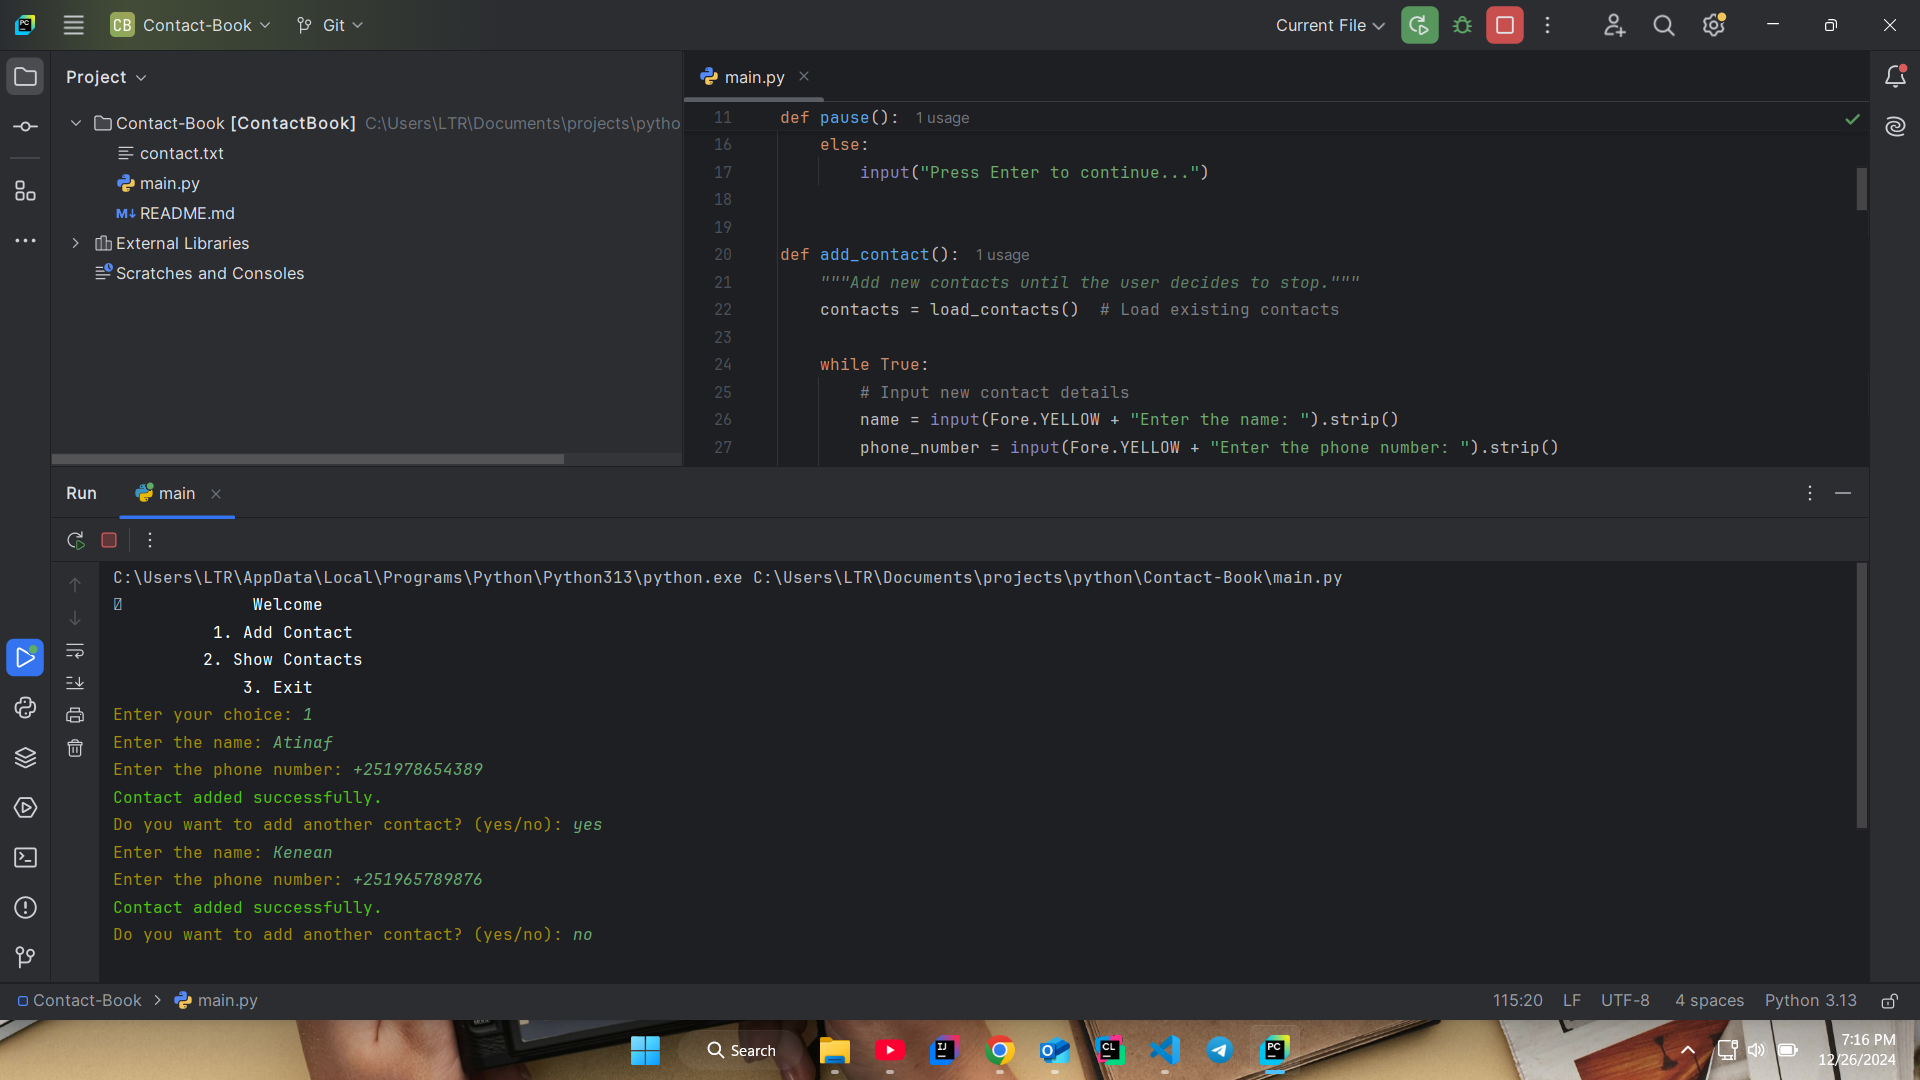 CB Contact-Book Git Current File
Project
main.py
Contact-Book [ContactBook] C:\Users\LTR\Documents\projects\pytho
contact.txt
main.py
M↓ README.md
External Libraries
Scratches and Consoles
11 def pause(): 1 usage
16 else:
17 input("Press Enter to continue...")
18
19
20 def add_contact(): 1 usage
21 """Add new contacts until the user decides to stop."""
22 contacts = load_contacts() # Load existing contacts
23
24 while True:
25 # Input new contact details
26 name = input(Fore.YELLOW + "Enter the name: ").strip()
27 phone_number = input(Fore.YELLOW + "Enter the phone number: ").strip()
Run main
C:\Users\LTR\AppData\Local\Programs\Python\Python313\python.exe C:\Users\LTR\Documents\projects\python\Contact-Book\main.py
Welcome
1. Add Contact
2. Show Contacts
3. Exit
Enter your choice: 1
Enter the name: Atinaf
Enter the phone number: +251978654389
Contact added successfully.
Do you want to add another contact? (yes/no): yes
Enter the name: Kenean
Enter the phone number: +251965789876
Contact added successfully.
Do you want to add another contact? (yes/no): no
Contact-Book > main.py 115:20 LF UTF-8 4 spaces Python 3.13
Search
7:16 PM
12/26/2024